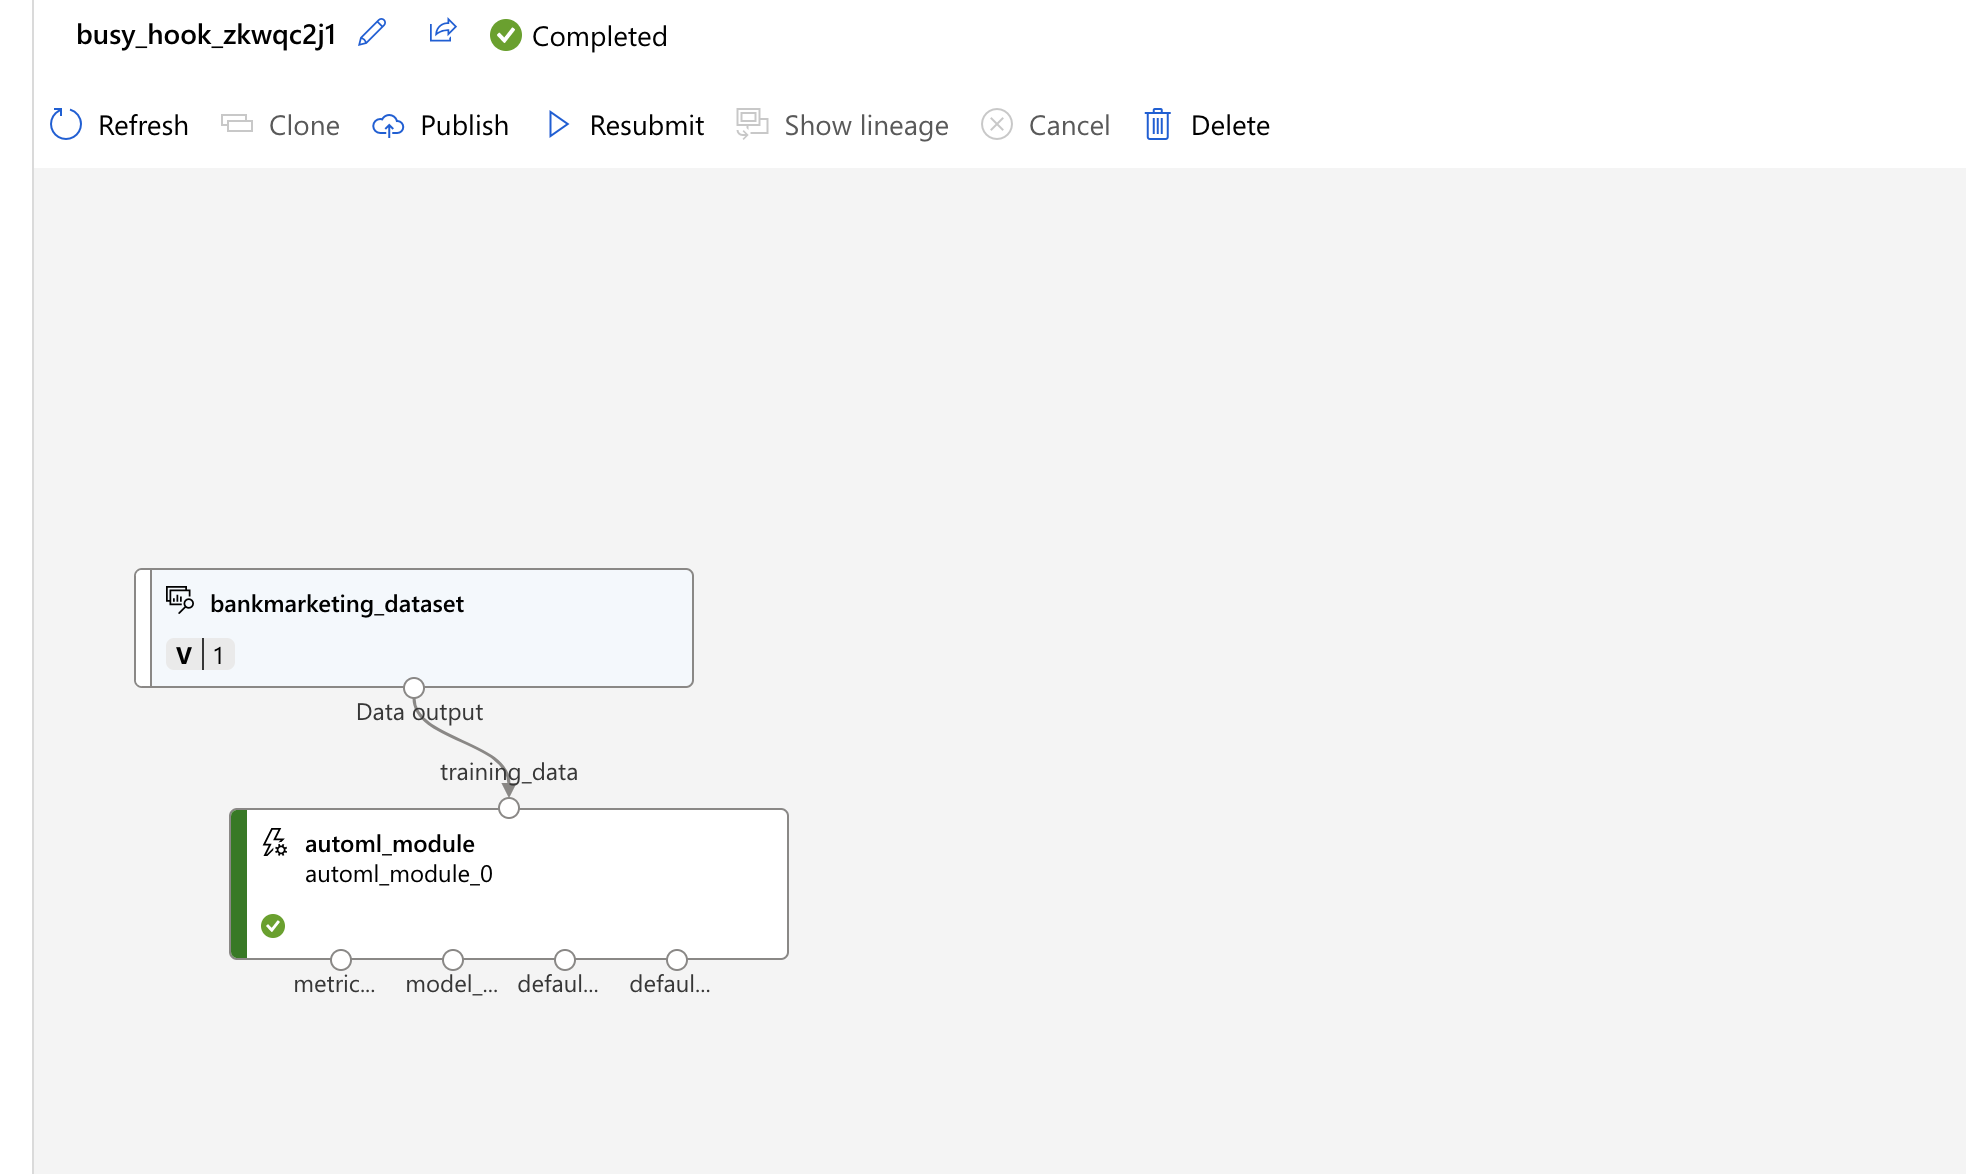 busy_hook_zkwqc2j1 Completed
Refresh Clone Publish Resubmit Show lineage Cancel Delete
bankmarketing_dataset
V 1
Data output
training_data
automl_module
automl_module_0
metric... model_... defaul... defaul...